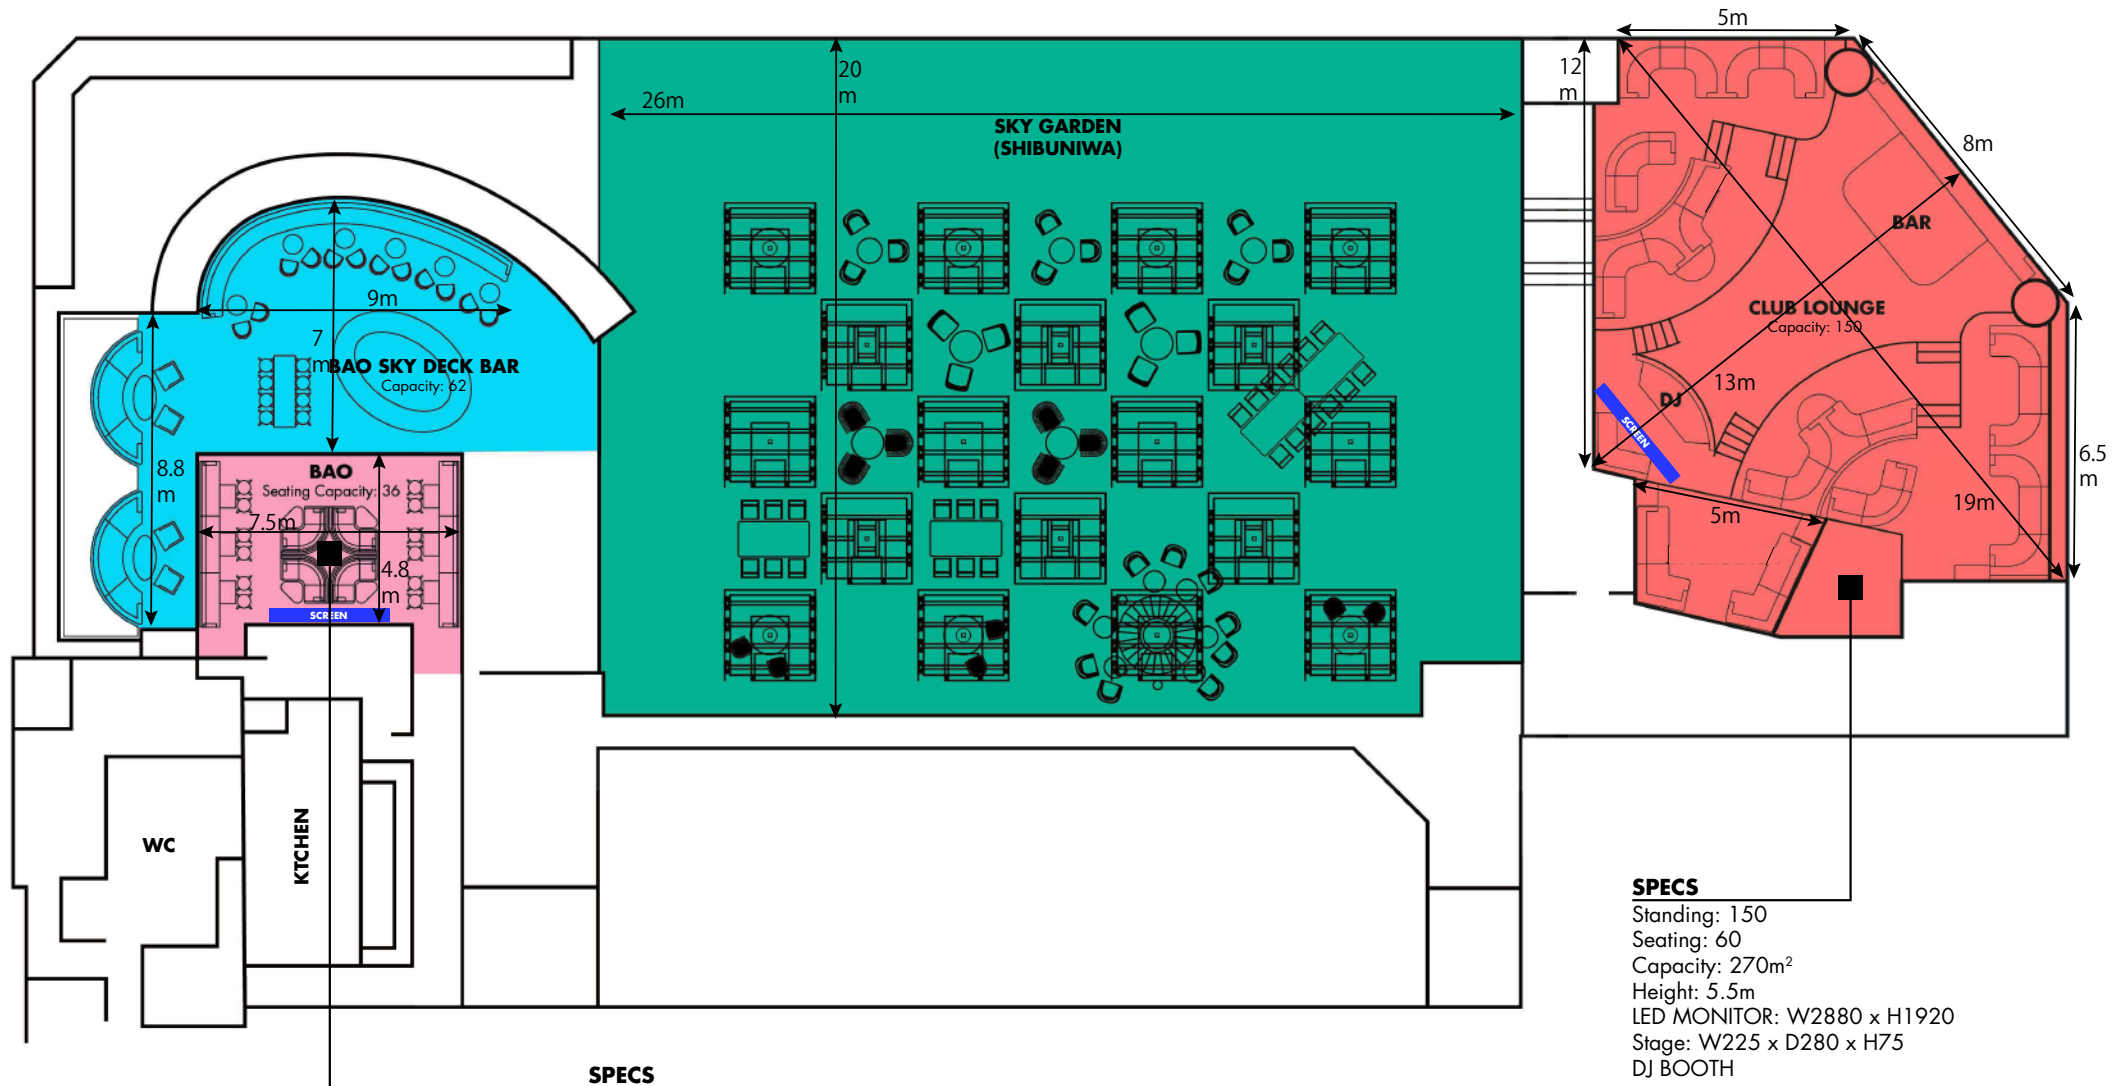 5m
20
m
12
m
26m
SKY GARDEN
(SHIBUNIWA)
8m
BAR
9m
CLUB LOUNGE
Capacity: 150
7
m
BAO SKY DECK BAR
Capacity: 62
13m
DJ
SCREEN
8.8
m
BAO
Seating Capacity: 36
6.5
m
7.5m
5m
19m
4.8
m
SCREEN
WC
KTCHEN
SPECS
Standing: 150
Seating: 60
Capacity: 270m²
Height: 5.5m
LED MONITOR: W2880 x H1920
Stage: W225 x D280 x H75
DJ BOOTH
SPECS